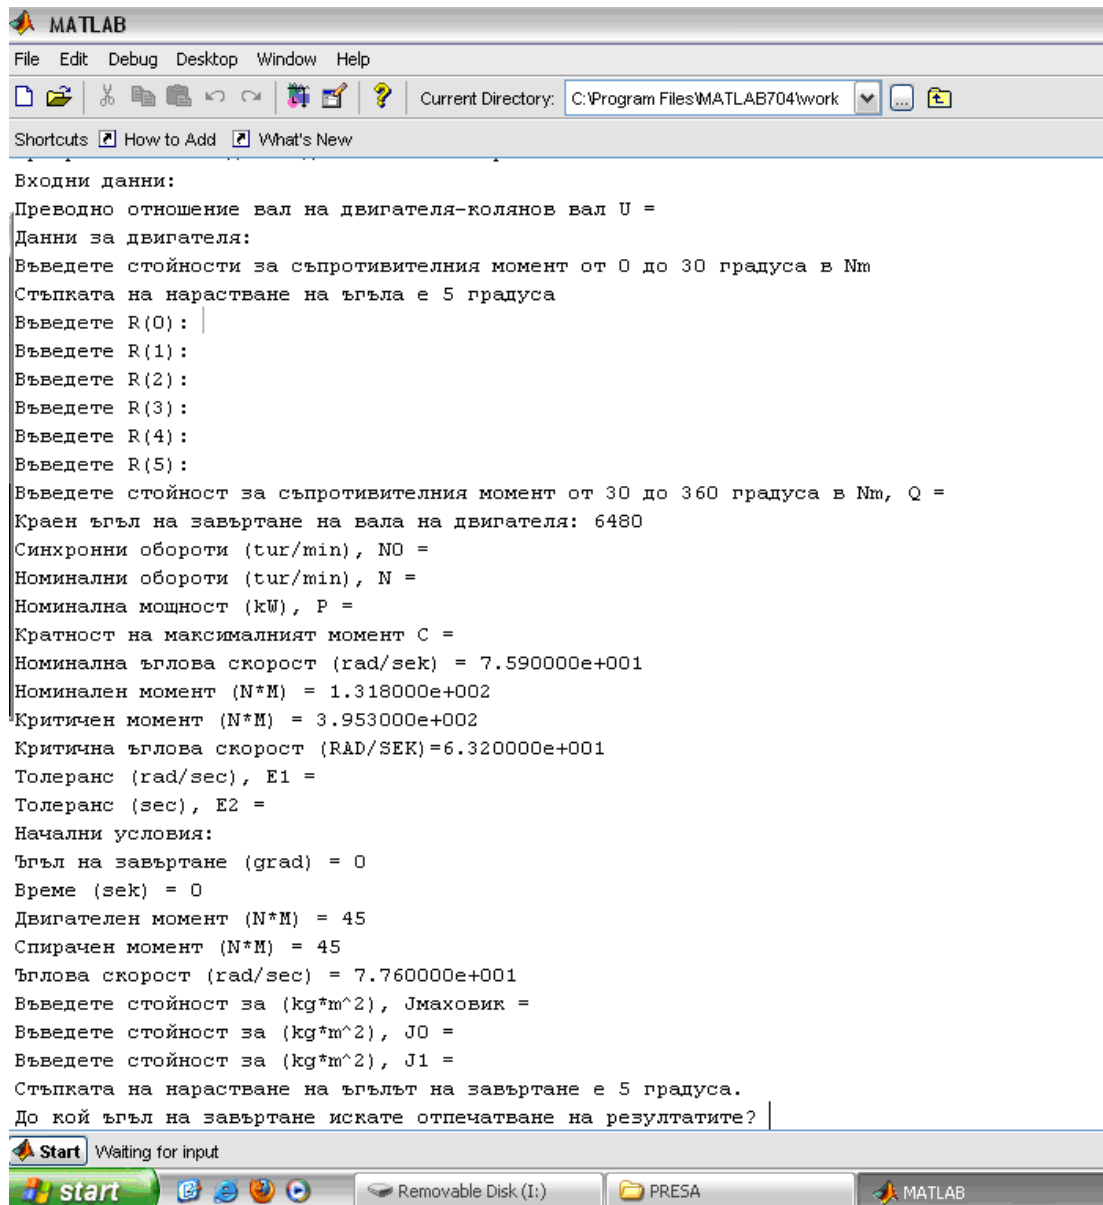 MATLAB
File Edit Debug Desktop Window Help
Current Directory: C:\Program Files\MATLAB704\work
Shortcuts How to Add What's New
Входни данни:
Преводно отношение вал на двигателя-колянов вал U =
Данни за двигателя:
Въведете стойности за съпротивителния момент от 0 до 30 градуса в Nm
Стъпката на нарастване на ъгъла е 5 градуса
Въведете R(0):
Въведете R(1):
Въведете R(2):
Въведете R(3):
Въведете R(4):
Въведете R(5):
Въведете стойност за съпротивителния момент от 30 до 360 градуса в Nm, Q =
Краен ъгъл на завъртане на вала на двигателя: 6480
Синхронни обороти (tur/min), N0 =
Номинални обороти (tur/min), N =
Номинална мощност (kW), P =
Кратност на максималният момент C =
Номинална ъглова скорост (rad/sek) = 7.590000e+001
Номинален момент (N*M) = 1.318000e+002
Критичен момент (N*M) = 3.953000e+002
Критична ъглова скорост (RAD/SEK)=6.320000e+001
Толеранс (rad/sec), E1 =
Толеранс (sec), E2 =
Начални условия:
Ъгъл на завъртане (grad) = 0
Време (sek) = 0
Двигателен момент (N*M) = 45
Спирачен момент (N*M) = 45
Ъглова скорост (rad/sec) = 7.760000e+001
Въведете стойност за (kg*m^2), Jмаховик =
Въведете стойност за (kg*m^2), J0 =
Въведете стойност за (kg*m^2), J1 =
Стъпката на нарастване на ъгълът на завъртане е 5 градуса.
До кой ъгъл на завъртане искате отпечатване на резултатите?
Start Waiting for input
start Removable Disk (I:) PRESA MATLAB